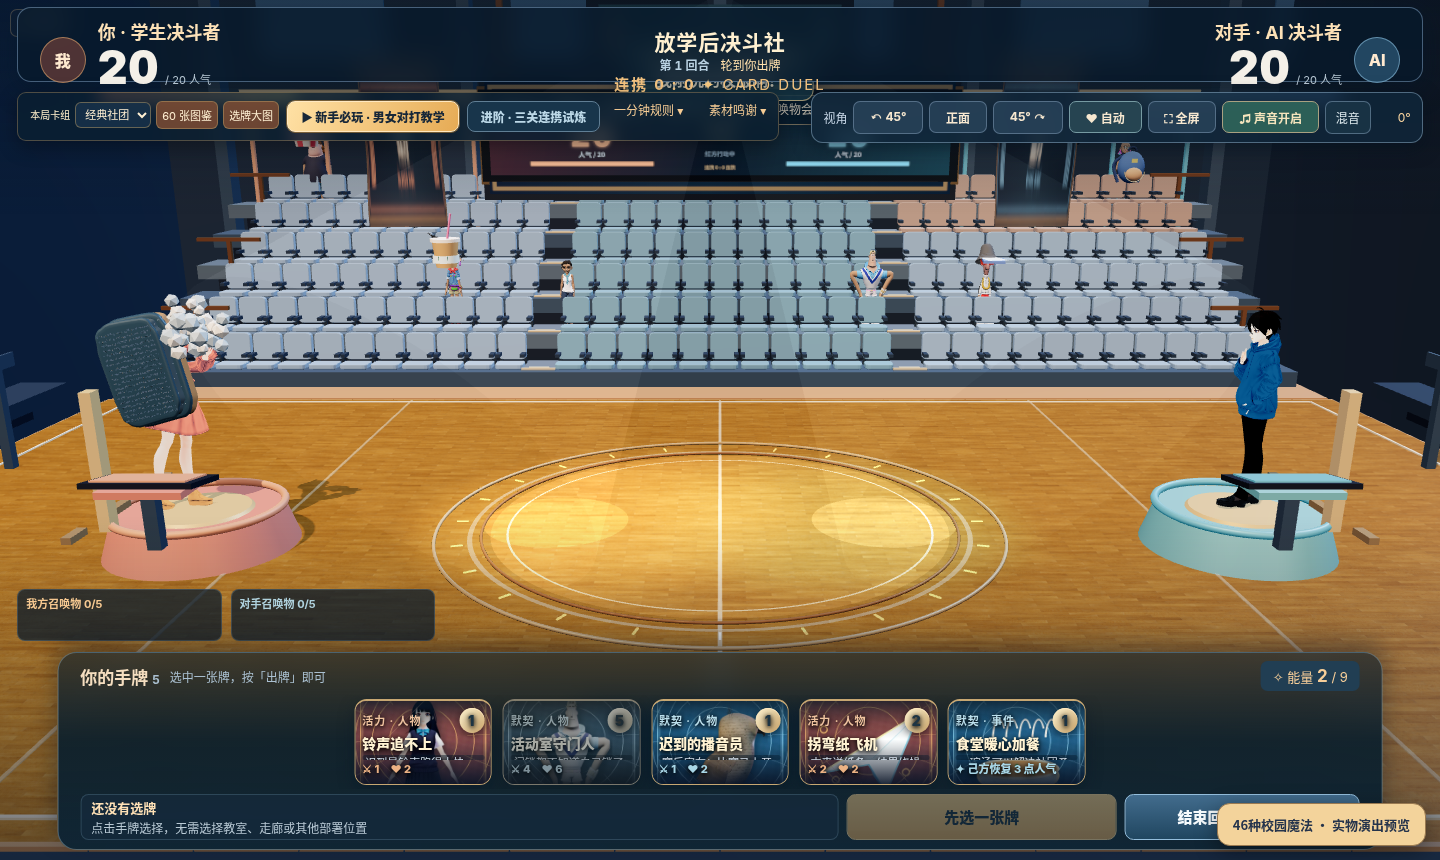 我
你 · 学生决斗者
20 / 20 人气
放学后决斗社
第 1 回合 轮到你出牌
连携 0 : 0 ✦ CARD·DUEL
对手 · AI 决斗者
20 / 20 人气
AI
本局卡组 经典社团 60 张图鉴 选牌大图 ▶ 新手必玩 · 男女对打教学 进阶 · 三关连携试炼 一分钟规则 ▾ 素材鸣谢 ▾
唤物会
视角 ↶ 45° 正面 45° ↷ ♥ 自动 ⛶ 全屏 ♫ 声音开启 混音 0°
人气 / 20
人气 / 20
我方召唤物 0/5
对手召唤物 0/5
你的手牌 5 选中一张牌，按「出牌」即可
✧ 能量 2 / 9
活力 · 人物 1
铃声追不上
⚔ 1 ♥ 2
默契 · 人物 5
活动室守门人
⚔ 4 ♥ 6
默契 · 人物 1
迟到的播音员
⚔ 1 ♥ 2
活力 · 人物 2
拐弯纸飞机
⚔ 2 ♥ 2
默契 · 事件 1
食堂暖心加餐
✦ 己方恢复 3 点人气
还没有选牌
点击手牌选择，无需选择教室、走廊或其他部署位置
先选一张牌
结束回
46种校园魔法 · 实物演出预览